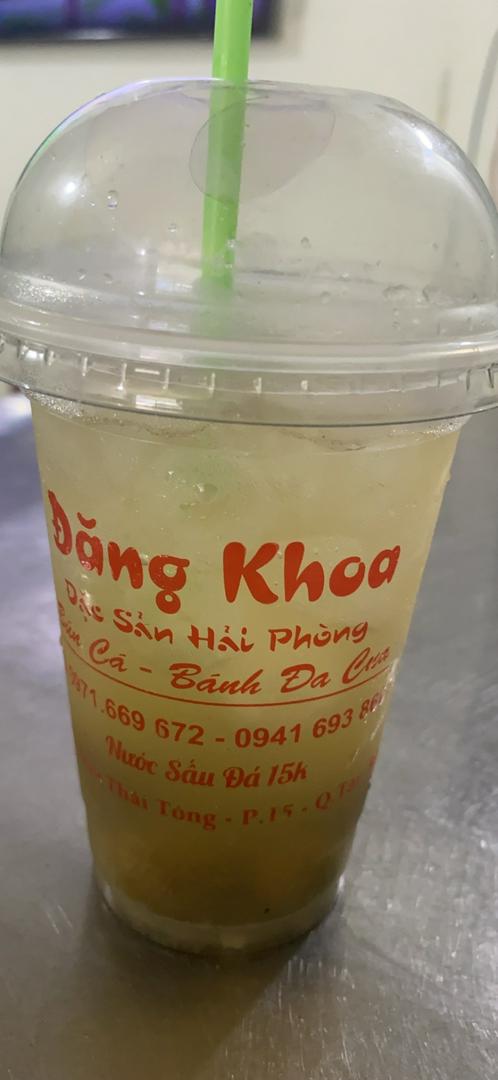 Đăng Khoa
Đặc Sản Hải Phòng
Bún Cá - Bánh Đa Cua
0971.669 672 - 0941 693
Nước Sấu Đá 15k
Thái Tông - P.15 - Q.